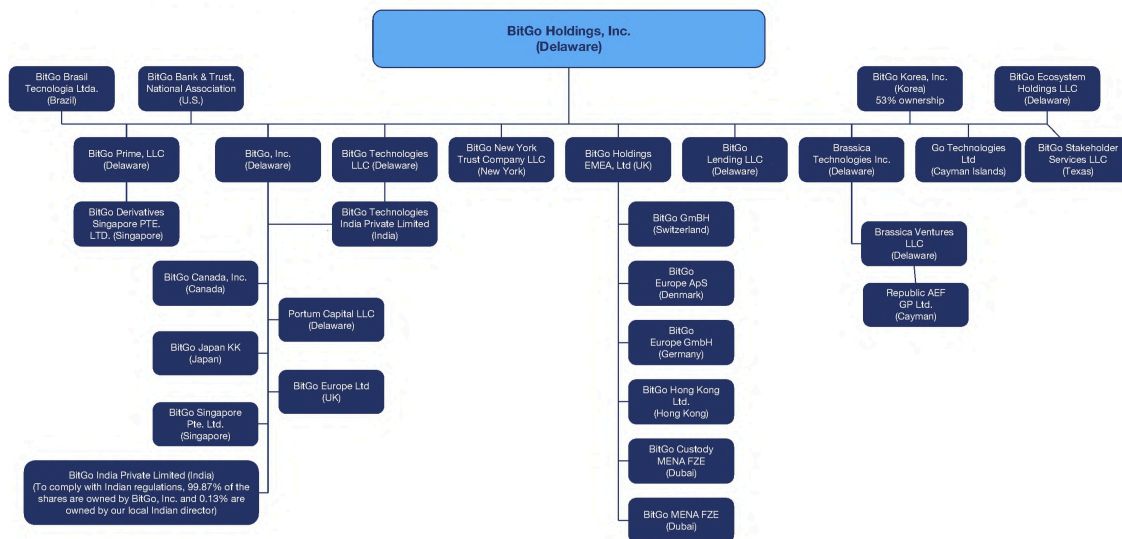 BitGo Holdings, Inc.
(Delaware)
BitGo Brasil
Tecnologia Ltda.
(Brazil)
BitGo Bank & Trust,
National Association
(U.S.)
BitGo Korea, Inc.
(Korea)
53% ownership
BitGo Ecosystem
Holdings LLC
(Delaware)
BitGo Prime, LLC
(Delaware)
BitGo, Inc.
(Delaware)
BitGo Technologies
LLC (Delaware)
BitGo New York
Trust Company LLC
(New York)
BitGo Holdings
EMEA, Ltd (UK)
BitGo
Lending LLC
(Delaware)
Brassica
Technologies Inc.
(Delaware)
Go Technologies
Ltd
(Cayman Islands)
BitGo Stakeholder
Services LLC
(Texas)
BitGo Derivatives
Singapore PTE.
LTD. (Singapore)
BitGo Technologies
India Private Limited
(India)
BitGo GmBH
(Switzerland)
Brassica Ventures
LLC
(Delaware)
BitGo Canada, Inc.
(Canada)
BitGo
Europe ApS
(Denmark)
Republic AEF
GP Ltd.
(Cayman)
Portum Capital LLC
(Delaware)
BitGo Japan KK
(Japan)
BitGo
Europe GmbH
(Germany)
BitGo Europe Ltd
(UK)
BitGo Hong Kong
Ltd.
(Hong Kong)
BitGo Singapore
Pte. Ltd.
(Singapore)
BitGo Custody
MENA FZE
(Dubai)
BitGo India Private Limited (India)
(To comply with Indian regulations, 99.87% of the
shares are owned by BitGo, Inc. and 0.13% are
owned by our local Indian director)
BitGo MENA FZE
(Dubai)